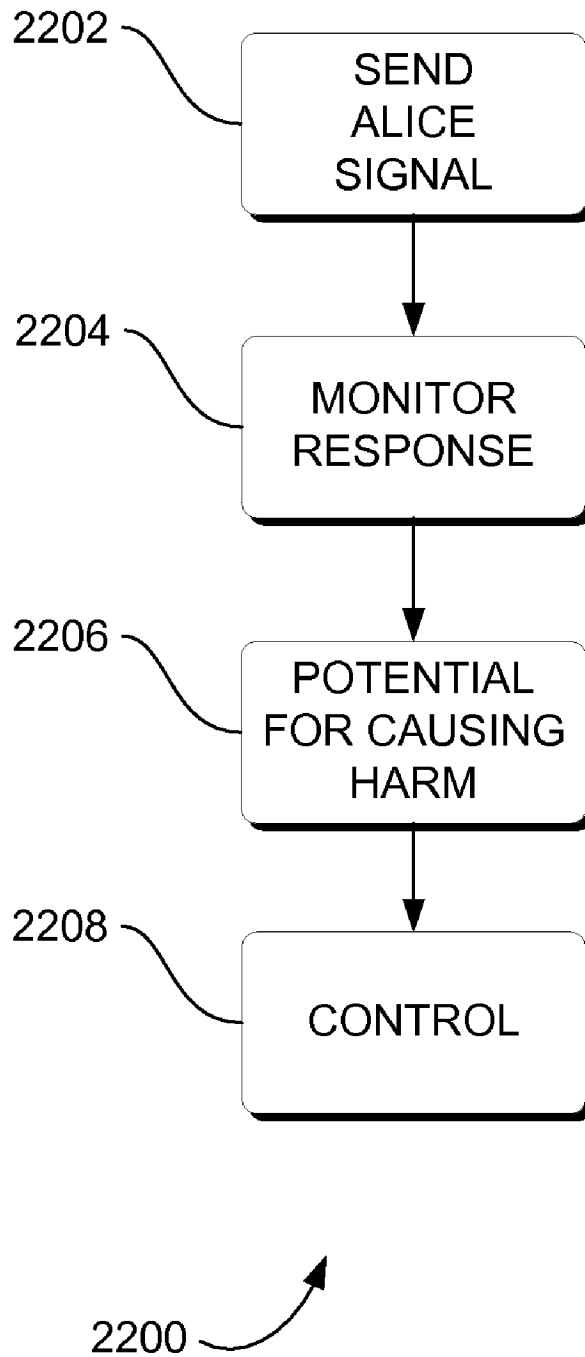 2202
SEND
ALICE
SIGNAL
2204
MONITOR
RESPONSE
2206
POTENTIAL
FOR CAUSING
HARM
2208
CONTROL
2200